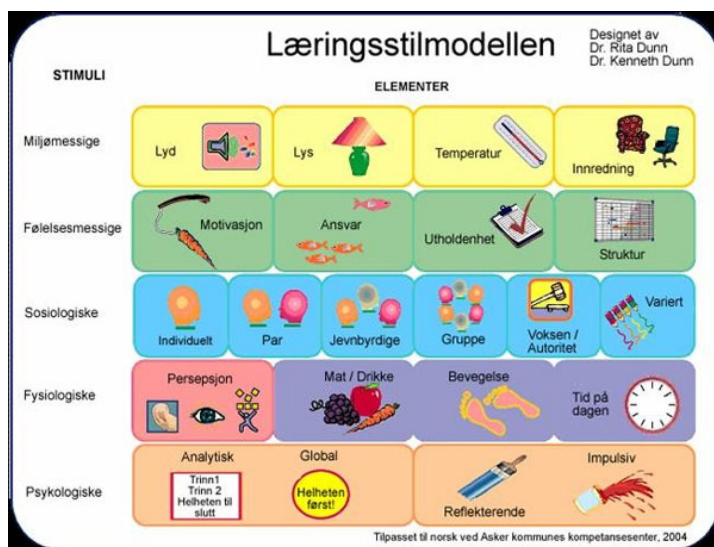 Læringsstilmodellen
Designet av
Dr. Rita Dunn
Dr. Kenneth Dunn
STIMULI
ELEMENTER
Miljømessige
Lyd
Lys
Temperatur
Innredning
Følelsesmessige
Motivasjon
Ansvar
Utholdenhet
Struktur
Sosiologiske
Individuelt
Par
Jevnbyrdige
Gruppe
Voksen /
Autoritet
Variert
Fysiologiske
Persepsjon
Mat / Drikke
Bevegelse
Tid på
dagen
Psykologiske
Analytisk
Trinn1
Trinn 2
Helheten til
slutt
Global
Helheten
først!
Reflekterende
Impulsiv
Tilpasset til norsk ved Asker kommunes kompetansesenter, 2004